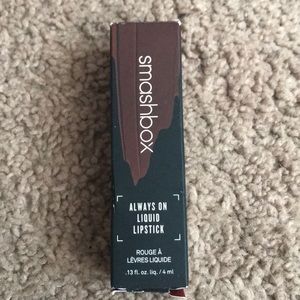 smashbox
ALWAYS ON
LIQUID
LIPSTICK
ROUGE À
LÈVRES LIQUIDE
.13 fl. oz. liq. / 4 ml